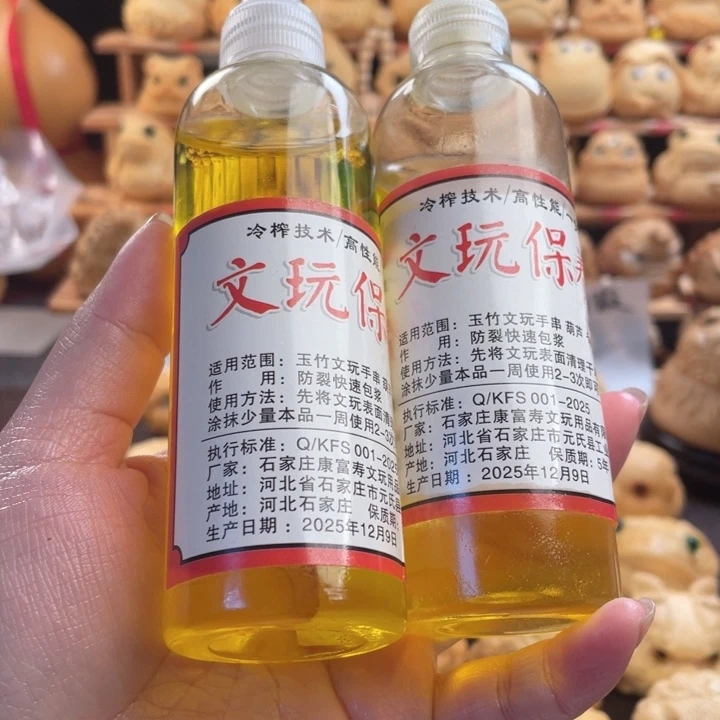 冷榨技术/高性能
文玩保
适用范围：玉竹文玩手串
作　　用：防裂快速包浆
使用方法：先将文玩表面清
涂抹少量本品一周使用2-3
执行标准：Q/KFS 001-2025
厂家：石家庄康富寿文玩用品
地址：河北省石家庄市元氏县
产地：河北石家庄 保质期：
生产日期：2025年12月9日
冷榨技术/高性能/
文玩保养
适用范围：玉竹文玩手串 葫芦
作　　用：防裂快速包浆
使用方法：先将文玩表面清理干
涂抹少量本品一周使用2-3次即可
执行标准：Q/KFS 001-2025
厂家：石家庄康富寿文玩用品有限
地址：河北省石家庄市元氏县工业
产地：河北石家庄 保质期：5年
生产日期：2025年12月9日